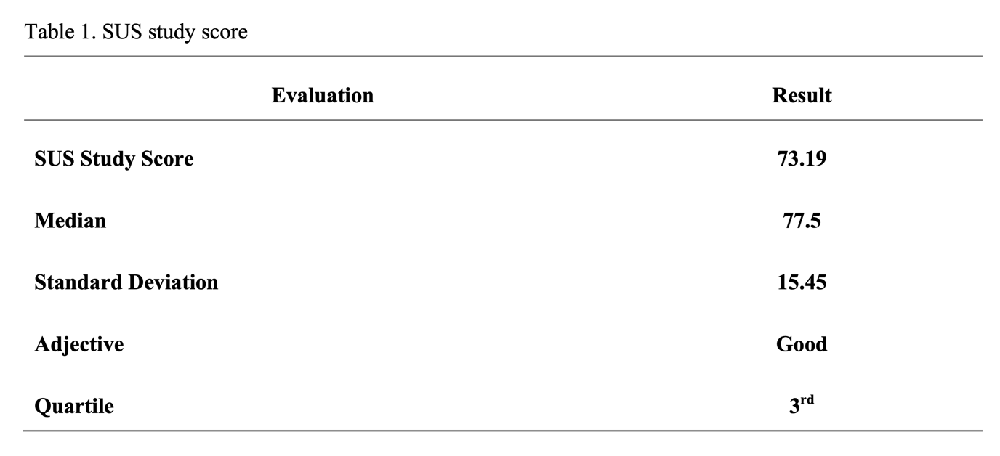 Table 1. SUS study score
Evaluation Result
SUS Study Score 73.19
Median 77.5
Standard Deviation 15.45
Adjective Good
Quartile 3rd